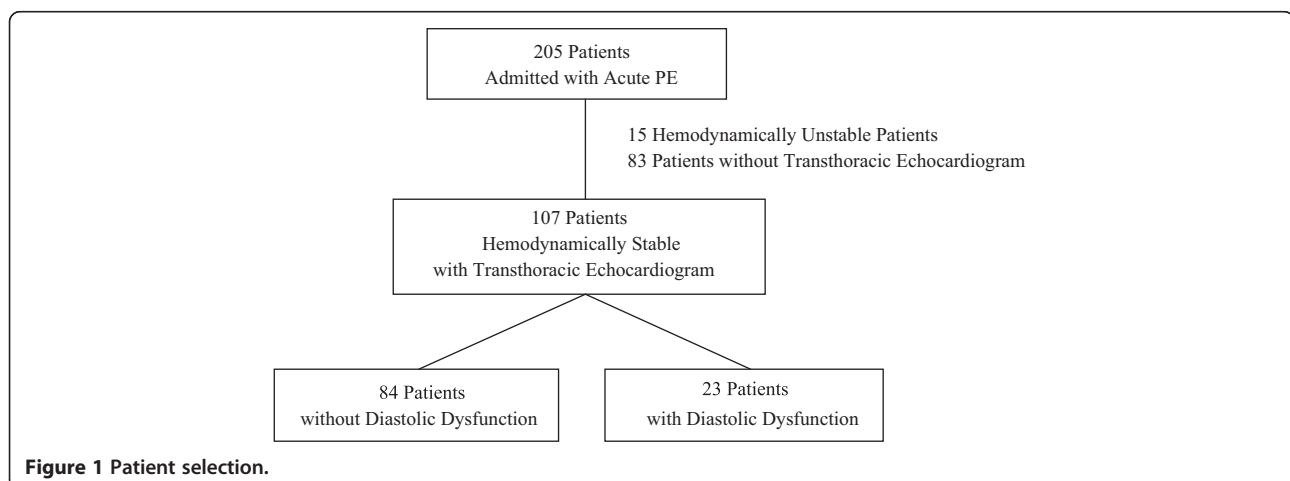 205 Patients
Admitted with Acute PE
15 Hemodynamically Unstable Patients
83 Patients without Transthoracic Echocardiogram
107 Patients
Hemodynamically Stable
with Transthoracic Echocardiogram
84 Patients
without Diastolic Dysfunction
23 Patients
with Diastolic Dysfunction
Figure 1 Patient selection.